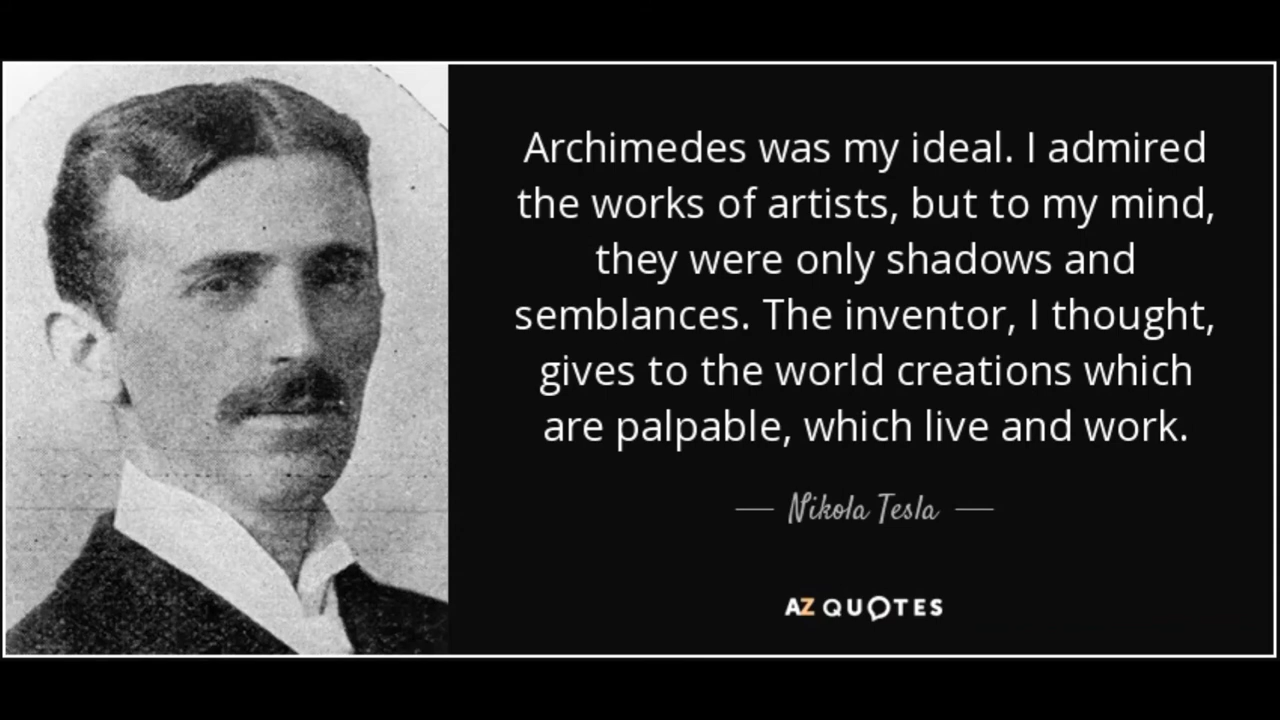 Archimedes was my ideal. I admired
the works of artists, but to my mind,
they were only shadows and
semblances. The inventor, I thought,
gives to the world creations which
are palpable, which live and work.
Nikola Tesla
AZ QUOTES